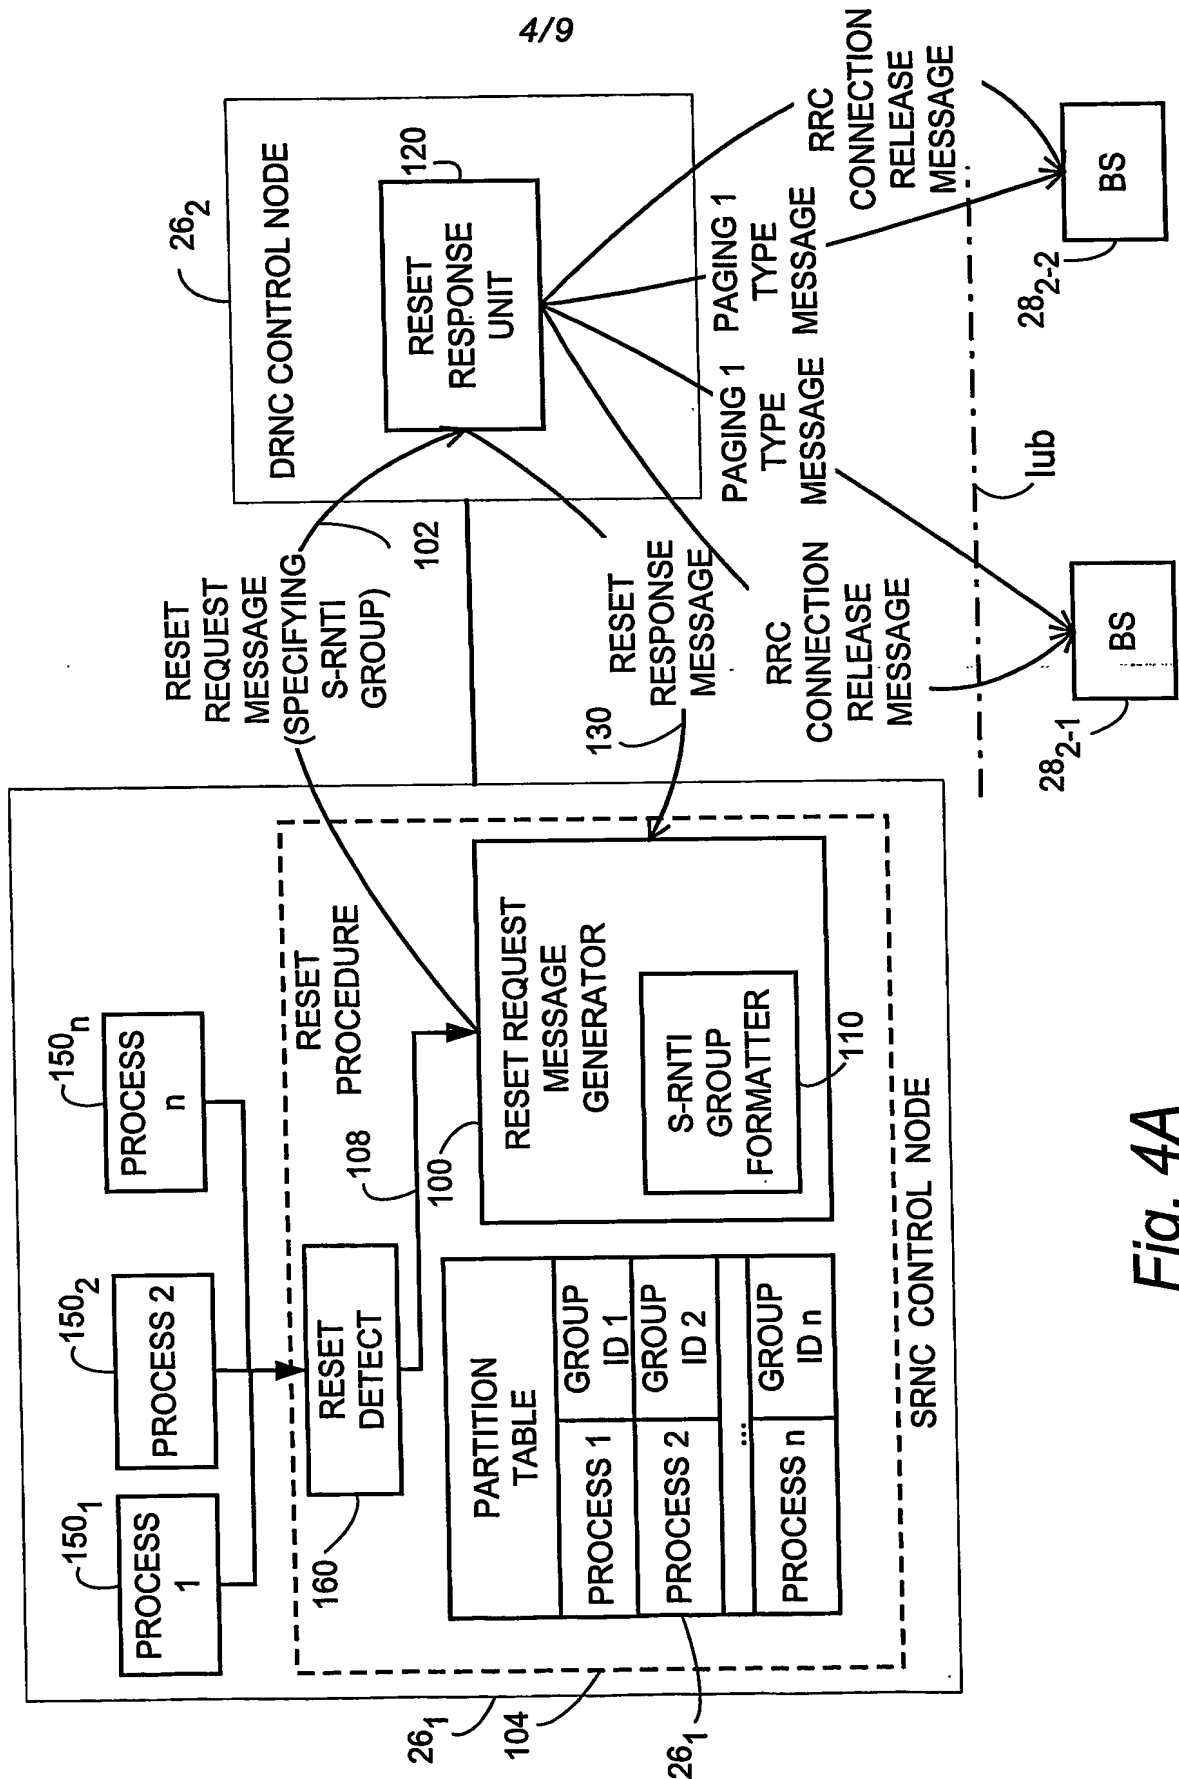 4/9
150₁
PROCESS
1
150₂
PROCESS 2
150ₙ
PROCESS
n
160
RESET
DETECT
108
RESET
PROCEDURE
100
RESET REQUEST
MESSAGE
GENERATOR
S-RNTI
GROUP
FORMATTER
110
PARTITION
TABLE
PROCESS 1
GROUP
ID 1
PROCESS 2
GROUP
ID 2
...
PROCESS n
GROUP
ID n
SRNC CONTROL NODE
26₁
104
26₁
RESET
REQUEST
MESSAGE
(SPECIFYING
S-RNTI
GROUP)
102
RESET
RESPONSE
MESSAGE
130
26₂
DRNC CONTROL NODE
120
RESET
RESPONSE
UNIT
RRC
CONNECTION
RELEASE
MESSAGE
PAGING 1
TYPE
MESSAGE
PAGING 1
TYPE
MESSAGE
RRC
CONNECTION
RELEASE
MESSAGE
Iub
BS
28₂₋₁
BS
28₂₋₂
Fig. 4A